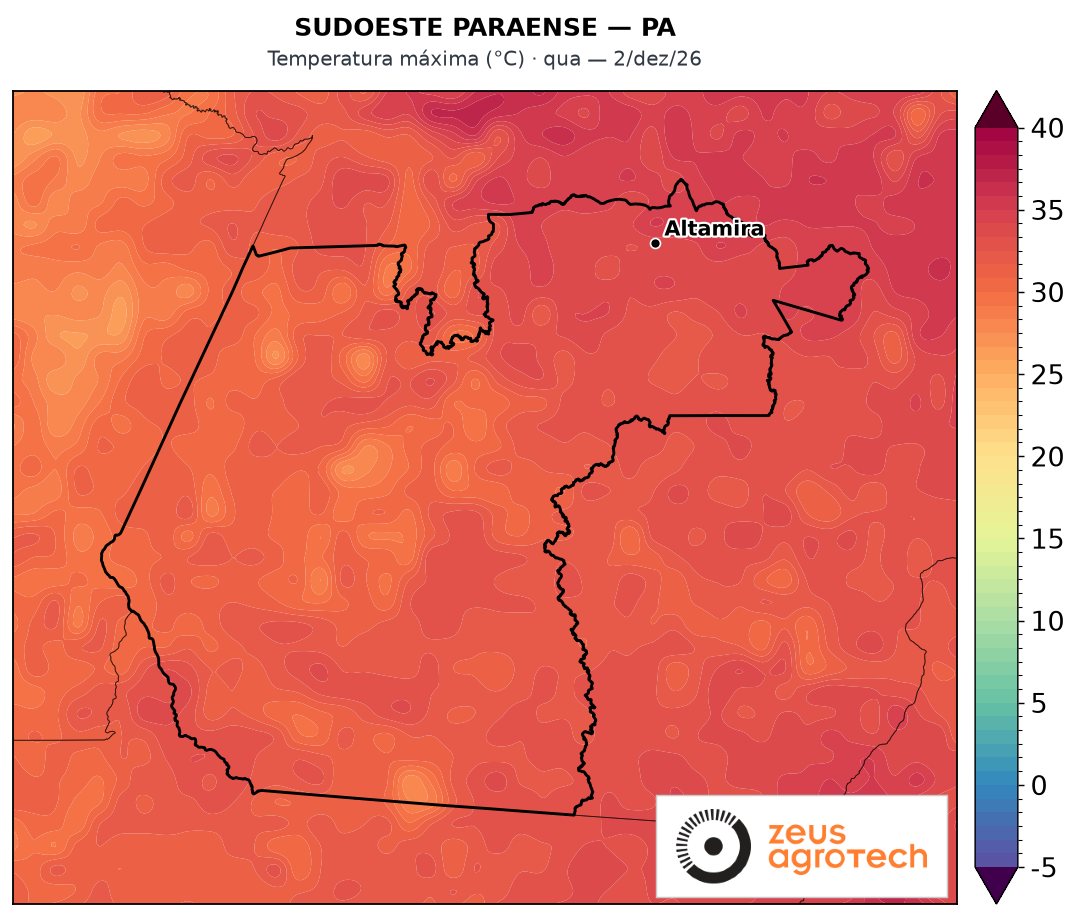 SUDOESTE PARAENSE — PA
Temperatura máxima (°C) · qua — 2/dez/26
Altamira
40
35
30
25
20
15
10
5
0
-5
zeus
agrotech